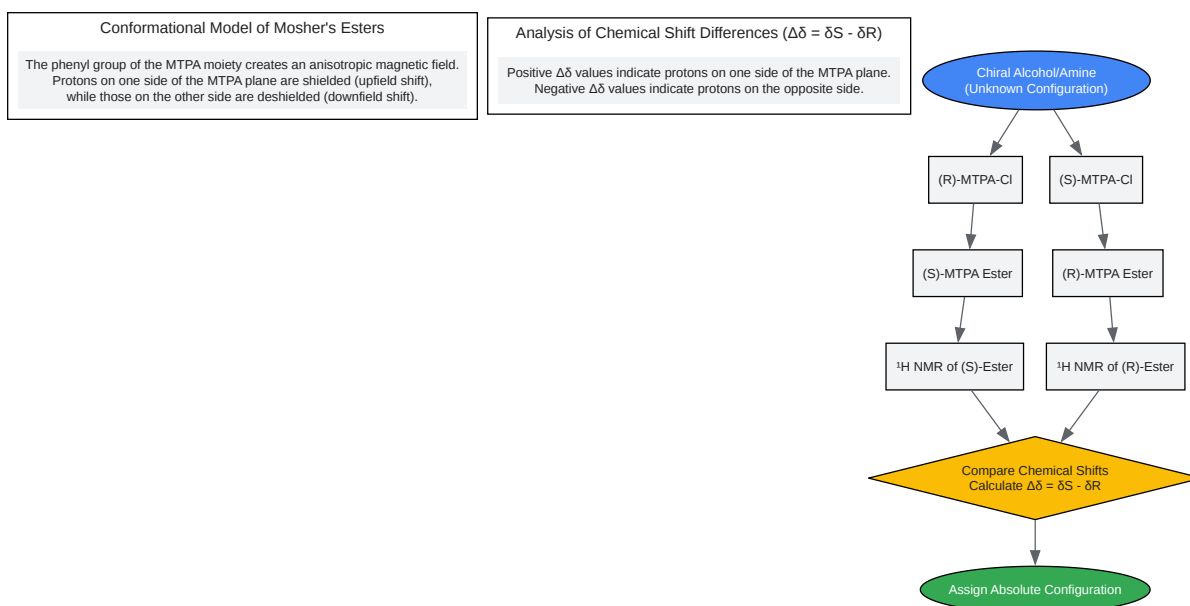 Conformational Model of Mosher's Esters
The phenyl group of the MTPA moiety creates an anisotropic magnetic field.
Protons on one side of the MTPA plane are shielded (upfield shift),
while those on the other side are deshielded (downfield shift).
Analysis of Chemical Shift Differences (Δδ = δS - δR)
Positive Δδ values indicate protons on one side of the MTPA plane.
Negative Δδ values indicate protons on the opposite side.
Chiral Alcohol/Amine
(Unknown Configuration)
(R)-MTPA-Cl
(S)-MTPA-Cl
(S)-MTPA Ester
(R)-MTPA Ester
¹H NMR of (S)-Ester
¹H NMR of (R)-Ester
Compare Chemical Shifts
Calculate Δδ = δS - δR
Assign Absolute Configuration